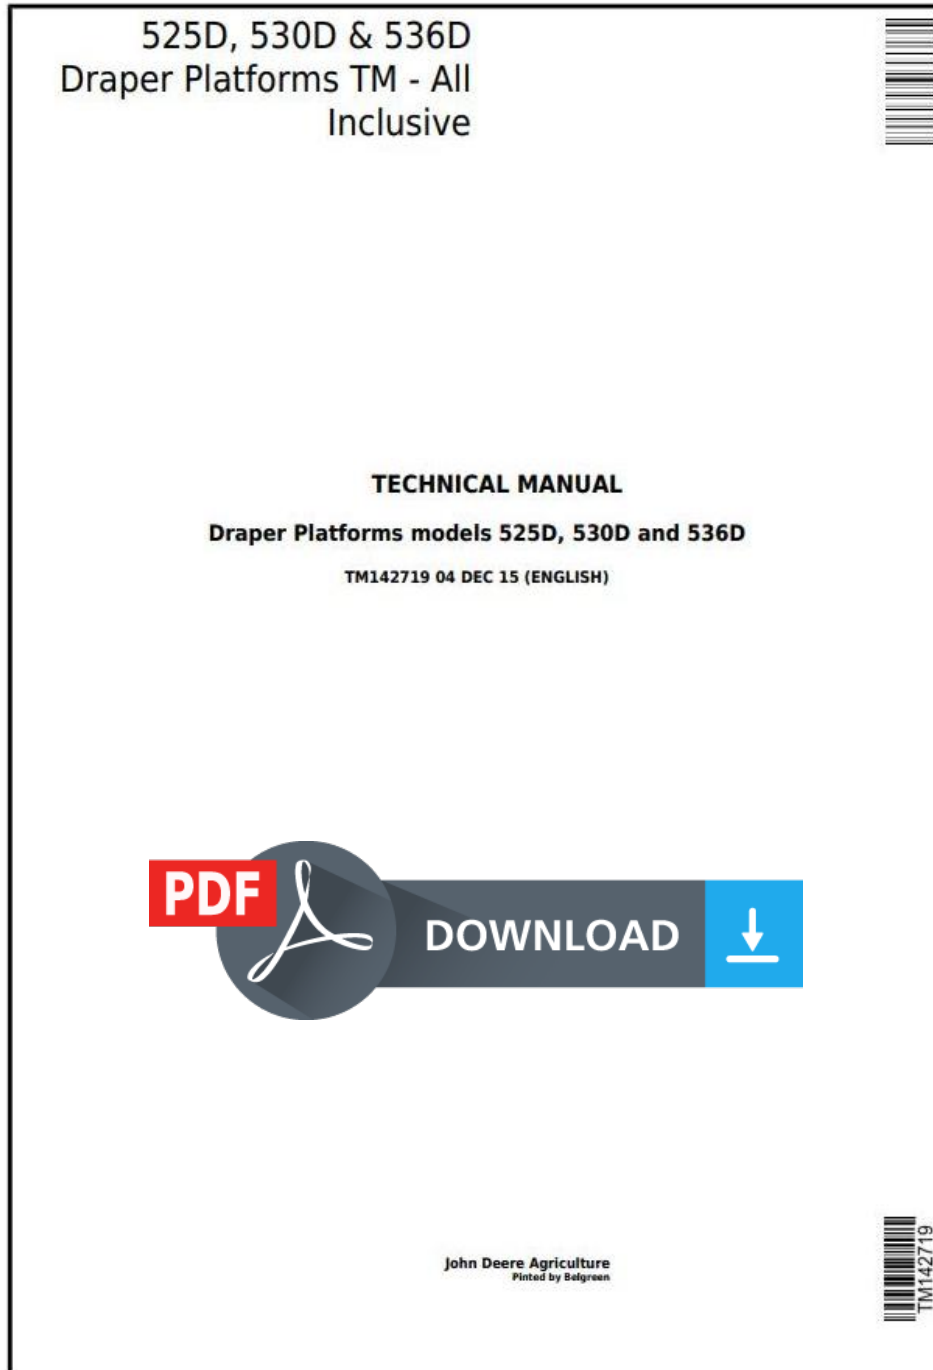 525D, 530D & 536D
Draper Platforms TM - All
Inclusive
TECHNICAL MANUAL
Draper Platforms models 525D, 530D and 536D
TM142719 04 DEC 15 (ENGLISH)
PDF
DOWNLOAD
John Deere Agriculture
Pinted by Belgreen
TM142719